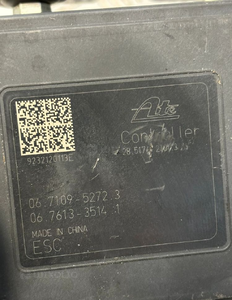 Ate
Controller
9232120113E
06.7109-5272.3
06.7613-3514.1
MADE IN CHINA
ESC